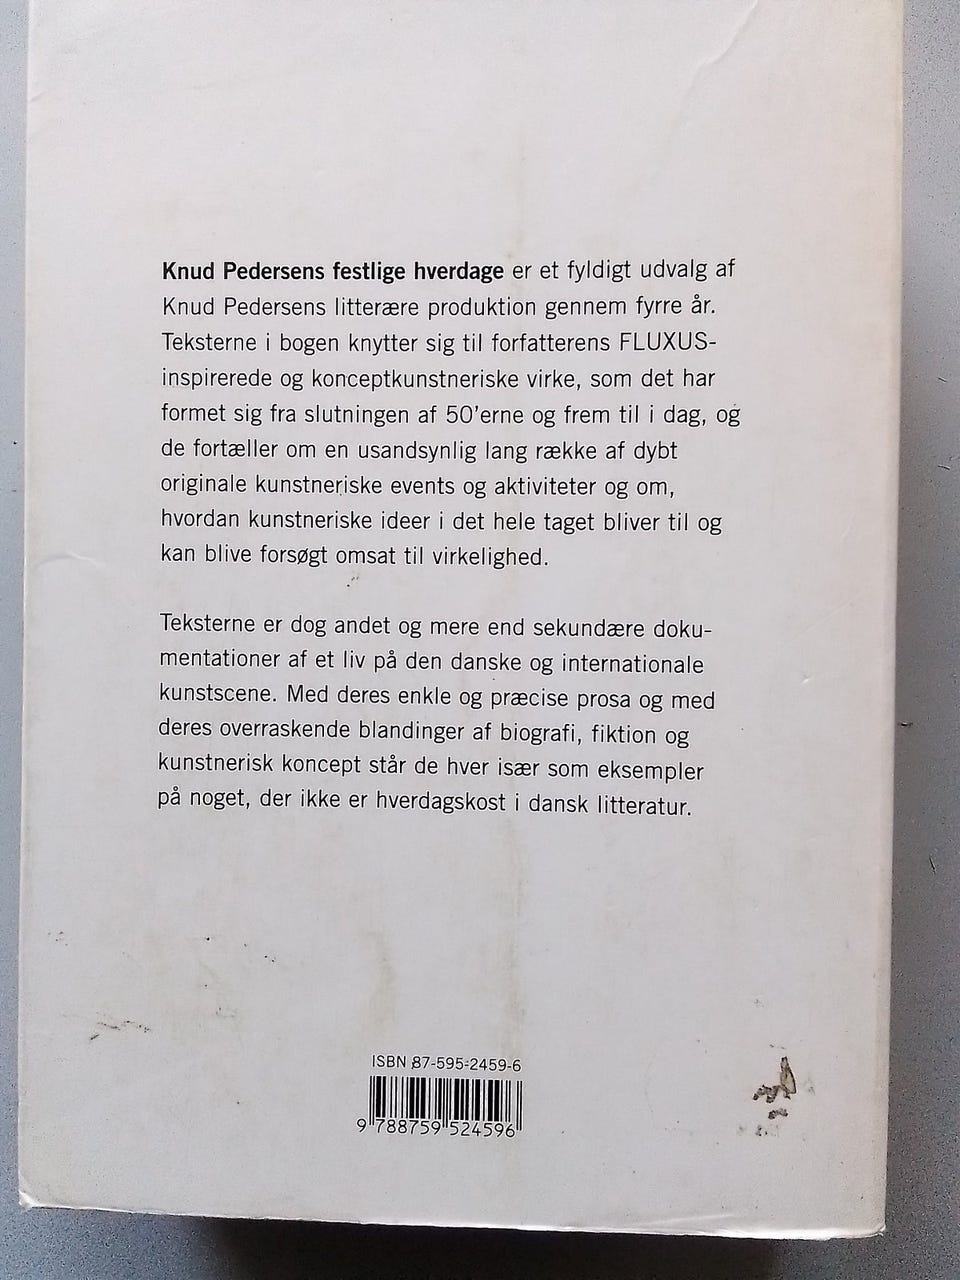 Knud Pedersens festlige hverdage er et fyldigt udvalg af
Knud Pedersens litterære produktion gennem fyrre år.
Teksterne i bogen knytter sig til forfatterens FLUXUS-
inspirerede og konceptkunstneriske virke, som det har
formet sig fra slutningen af 50'erne og frem til i dag, og
de fortæller om en usandsynlig lang række af dybt
originale kunstneriske events og aktiviteter og om,
hvordan kunstneriske ideer i det hele taget bliver til og
kan blive forsøgt omsat til virkelighed.
Teksterne er dog andet og mere end sekundære doku-
mentationer af et liv på den danske og internationale
kunstscene. Med deres enkle og præcise prosa og med
deres overraskende blandinger af biografi, fiktion og
kunstnerisk koncept står de hver især som eksempler
på noget, der ikke er hverdagskost i dansk litteratur.
ISBN 87-595-2459-6
9 788759 524596